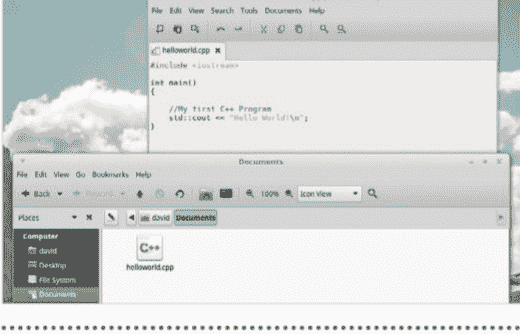 File Edit View Search Tools Documents Help
helloworld.cpp ×
#include <iostream>
int main()
{
//My first C++ Program
std::cout << "Hello World!\n";
}
Documents
File Edit View Go Bookmarks Help
Back Forward 100% Icon View
Places × david Documents
Computer
david
Desktop
File System
Documents
C++
helloworld.cpp